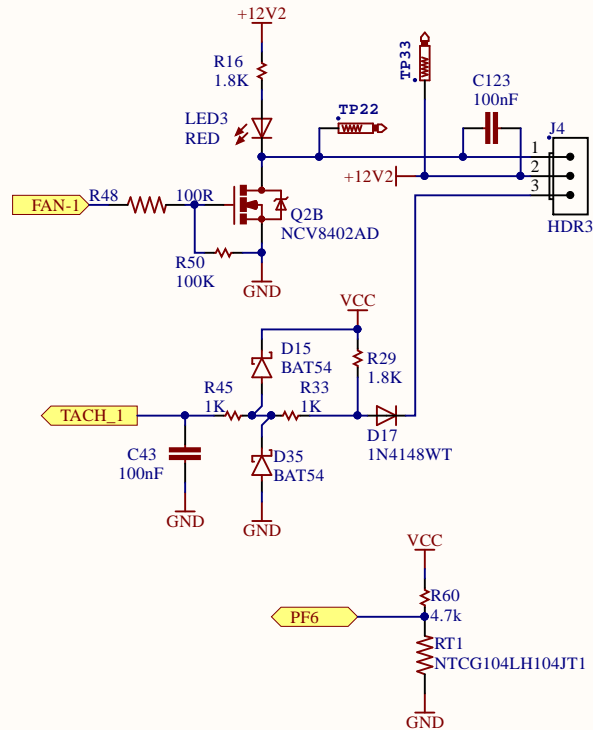 +12V2
R16
1.8K
LED3
RED
TP22
TP33
C123
100nF
J4
1
2
3
+12V2
HDR3
FAN-1
R48
100R
Q2B
NCV8402AD
R50
100K
GND
VCC
D15
BAT54
R29
1.8K
R45
1K
R33
1K
TACH_1
D17
1N4148WT
C43
100nF
D35
BAT54
GND
GND
VCC
R60
4.7k
PF6
RT1
NTCG104LH104JT1
GND